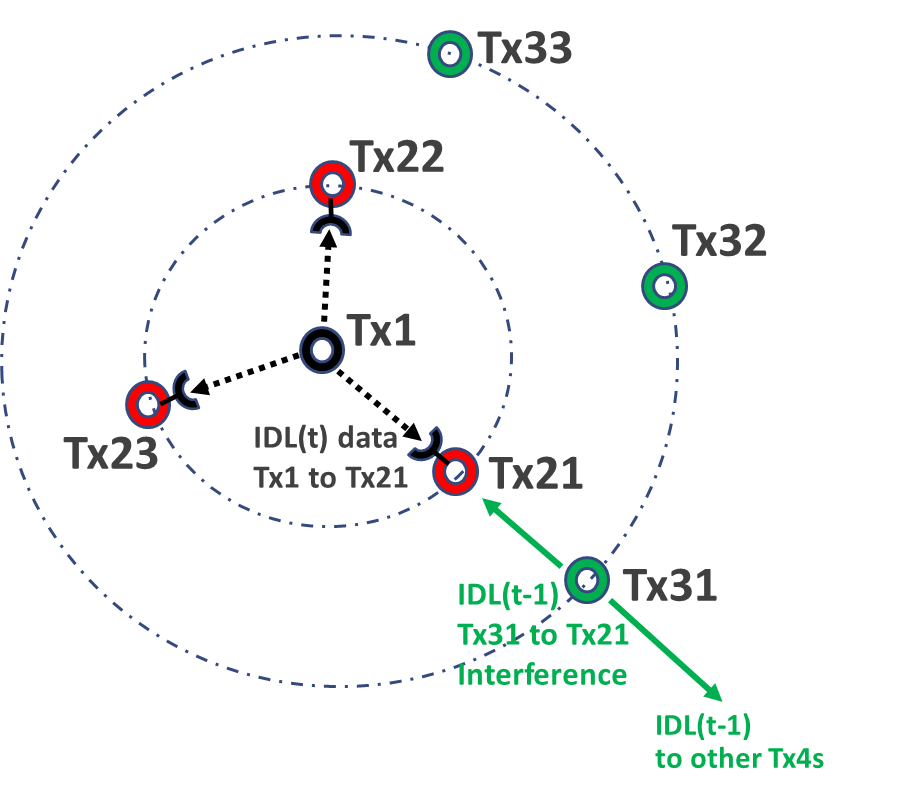 Tx33
Tx22
Tx32
Tx1
IDL(t) data
Tx1 to Tx21
Tx23
Tx21
Tx31
IDL(t-1)
Tx31 to Tx21
Interference
IDL(t-1)
to other Tx4s